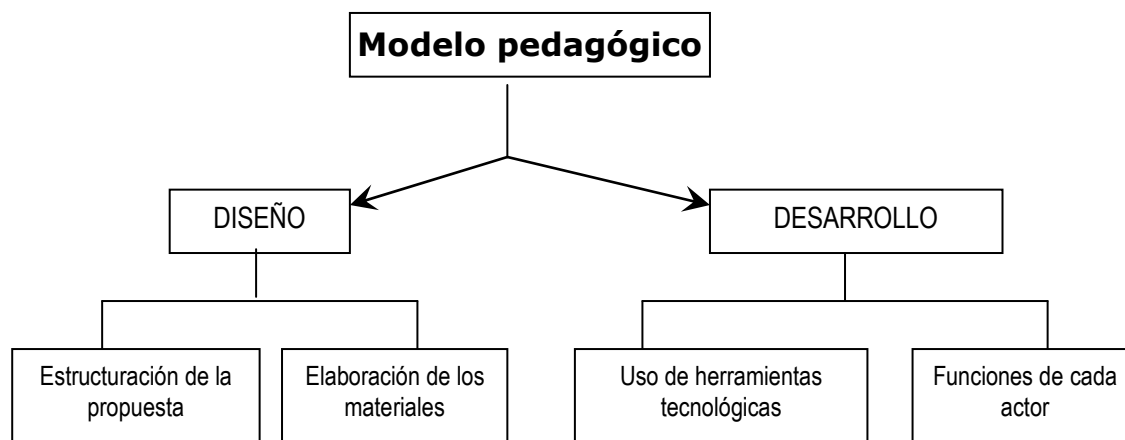 Modelo pedagógico
DISEÑO
DESARROLLO
Estructuración de la
propuesta
Elaboración de los
materiales
Uso de herramientas
tecnológicas
Funciones de cada
actor